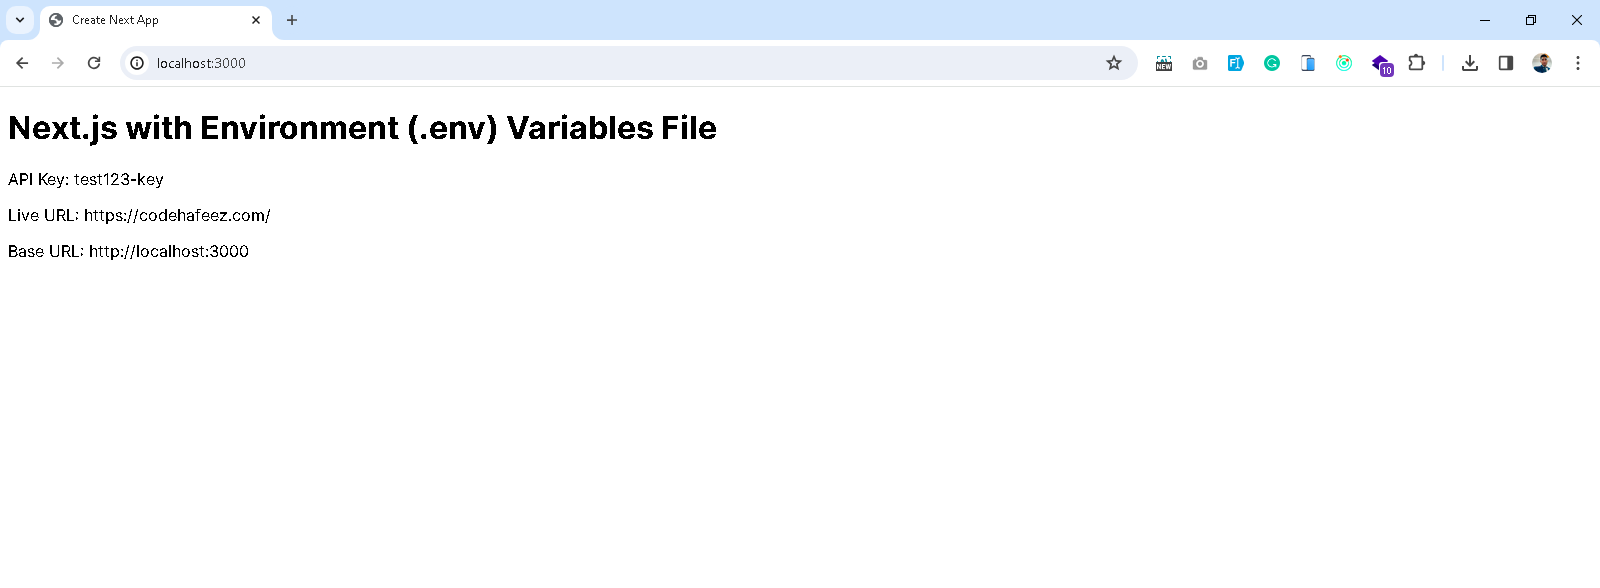 Create Next App
localhost:3000
NEW
10
Next.js with Environment (.env) Variables File
API Key: test123-key
Live URL: https://codehafeez.com/
Base URL: http://localhost:3000